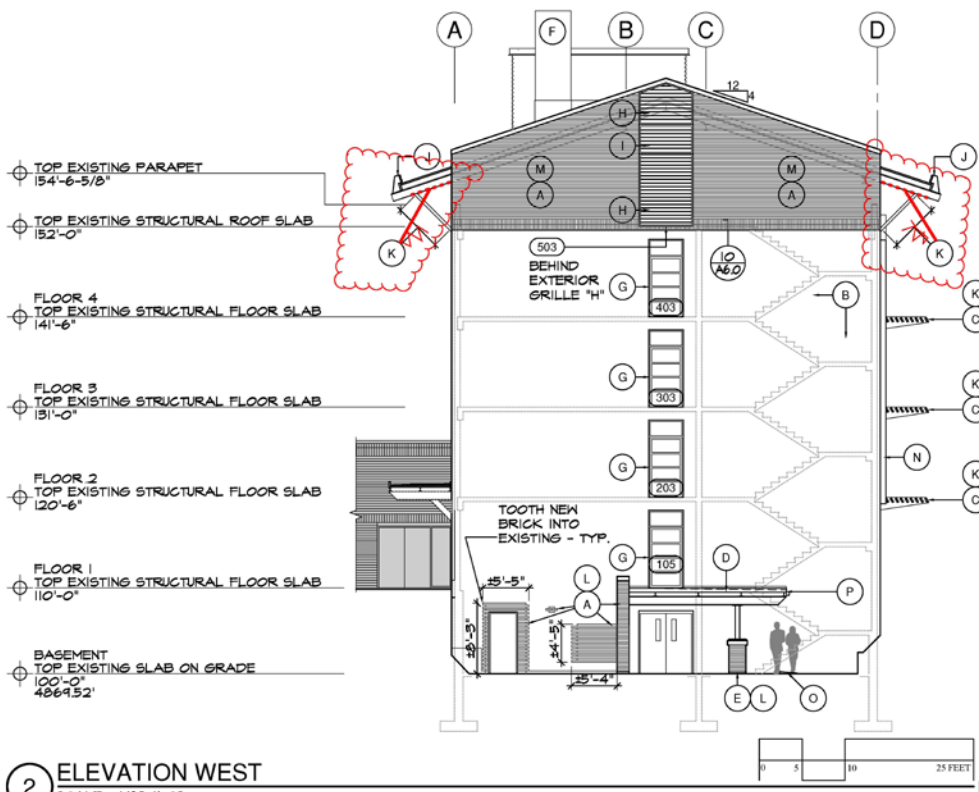 A
B
C
D
F
12
4
H
I
M
A
M
A
H
J
J
K
K
TOP EXISTING PARAPET
154'-6-5/8"
TOP EXISTING STRUCTURAL ROOF SLAB
152'-0"
503
BEHIND
EXTERIOR
GRILLE "H"
10
A6.0
G
403
B
K
C
FLOOR 4
TOP EXISTING STRUCTURAL FLOOR SLAB
141'-6"
G
303
K
C
FLOOR 3
TOP EXISTING STRUCTURAL FLOOR SLAB
131'-0"
G
203
N
K
C
FLOOR 2
TOP EXISTING STRUCTURAL FLOOR SLAB
120'-6"
TOOTH NEW
BRICK INTO
EXISTING - TYP.
G
105
D
P
FLOOR 1
TOP EXISTING STRUCTURAL FLOOR SLAB
110'-0"
±5'-5"
L
A
±8'-3"
±4'-5"
±5'-4"
E
L
O
BASEMENT
TOP EXISTING SLAB ON GRADE
100'-0"
4869.52'
2
ELEVATION WEST
0 5 10 25 FEET